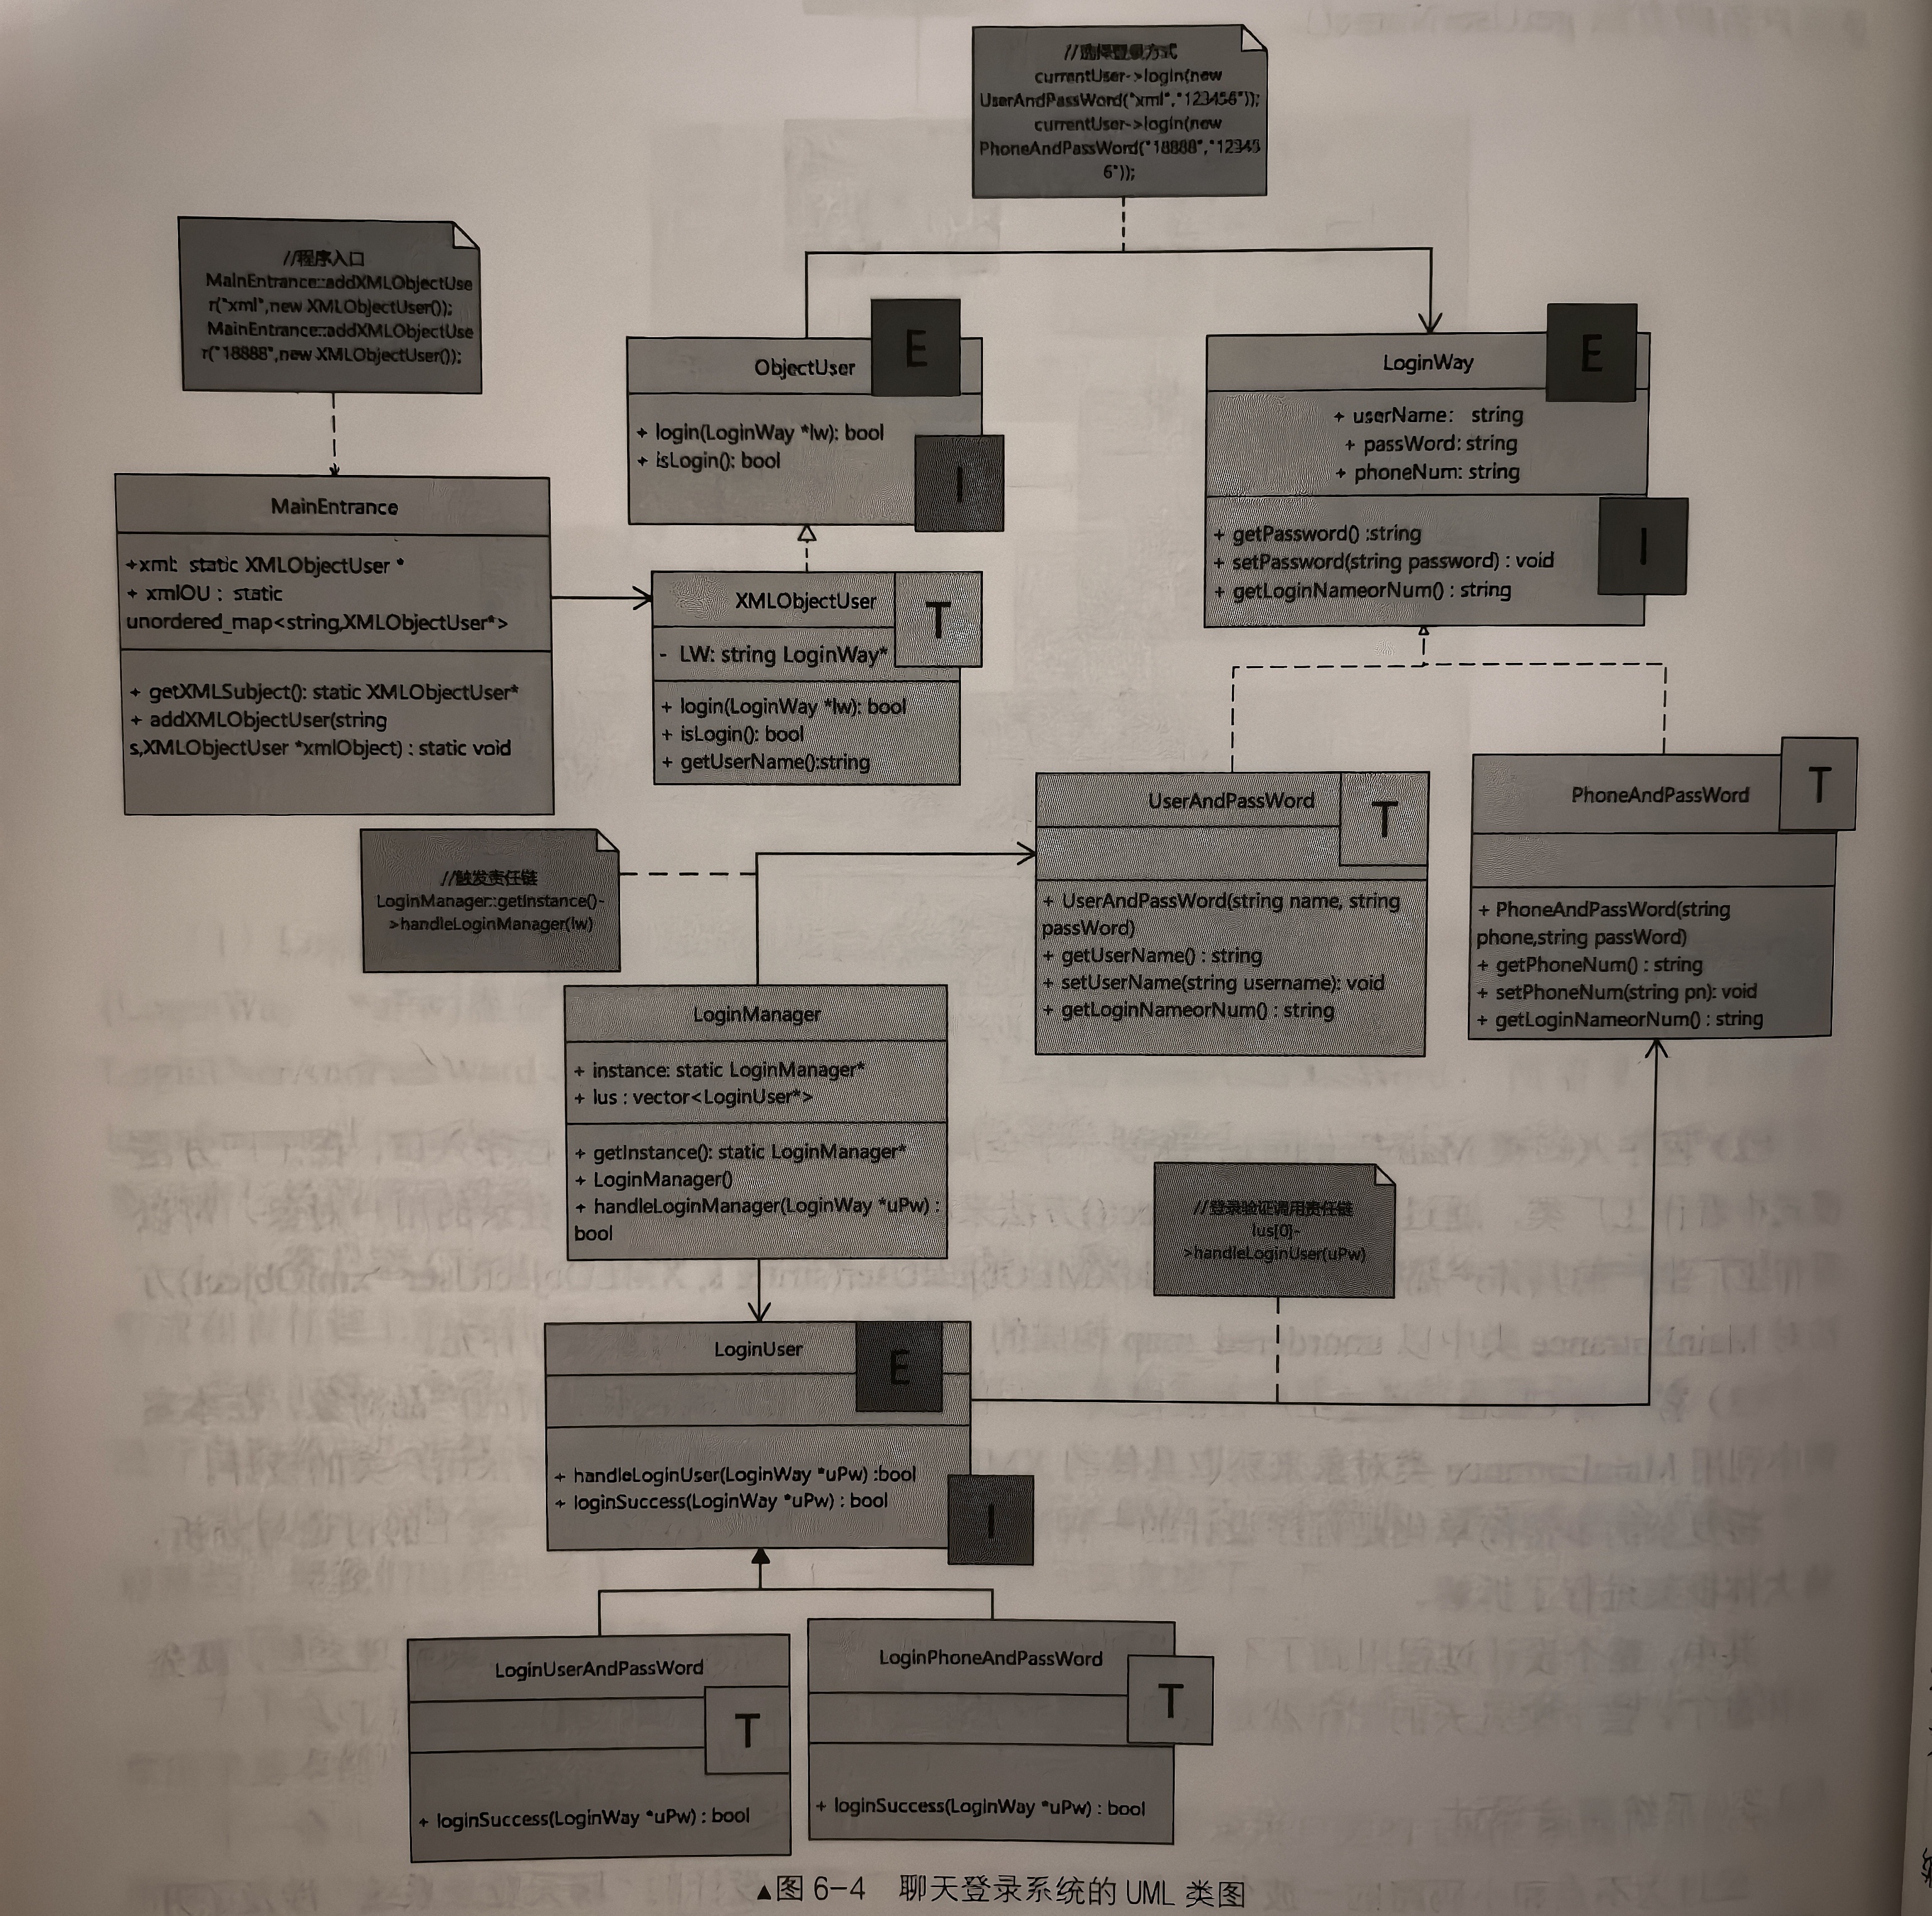 //选择登录方式
currentUser->login(new
UserAndPassWord("xml","123456"));
currentUser->login(new
PhoneAndPassWord("18888","12345
6"));
//程序入口
MainEntrance::addXMLObjectUse
r("xml",new XMLObjectUser());
MainEntrance::addXMLObjectUse
r("18888",new XMLObjectUser());
ObjectUser
E
+ login(LoginWay *lw): bool
+ isLogin(): bool
I
LoginWay
E
+ userName: string
+ passWord: string
+ phoneNum: string
+ getPassword() :string
+ setPassword(string password) : void
+ getLoginNameorNum() : string
I
MainEntrance
+xml: static XMLObjectUser *
+ xmlOU : static
unordered_map<string,XMLObjectUser*>
+ getXMLSubject(): static XMLObjectUser*
+ addXMLObjectUser(string
s,XMLObjectUser *xmlObject) : static void
XMLObjectUser
T
- LW: string LoginWay*
+ login(LoginWay *lw): bool
+ isLogin(): bool
+ getUserName():string
UserAndPassWord
T
+ UserAndPassWord(string name, string
passWord)
+ getUserName() : string
+ setUserName(string username): void
+ getLoginNameorNum() : string
PhoneAndPassWord
T
+ PhoneAndPassWord(string
phone,string passWord)
+ getPhoneNum() : string
+ setPhoneNum(string pn): void
+ getLoginNameorNum() : string
//触发责任链
LoginManager::getInstance()-
>handleLoginManager(lw)
LoginManager
+ instance: static LoginManager*
+ lus : vector<LoginUser*>
+ getInstance(): static LoginManager*
+ LoginManager()
+ handleLoginManager(LoginWay *uPw) :
bool
//登录验证调用责任链
lus[0]-
>handleLoginUser(uPw)
LoginUser
E
+ handleLoginUser(LoginWay *uPw) :bool
+ loginSuccess(LoginWay *uPw) : bool
I
LoginUserAndPassWord
T
+ loginSuccess(LoginWay *uPw) : bool
LoginPhoneAndPassWord
T
+ loginSuccess(LoginWay *uPw) : bool
▲图 6-4 聊天登录系统的 UML 类图